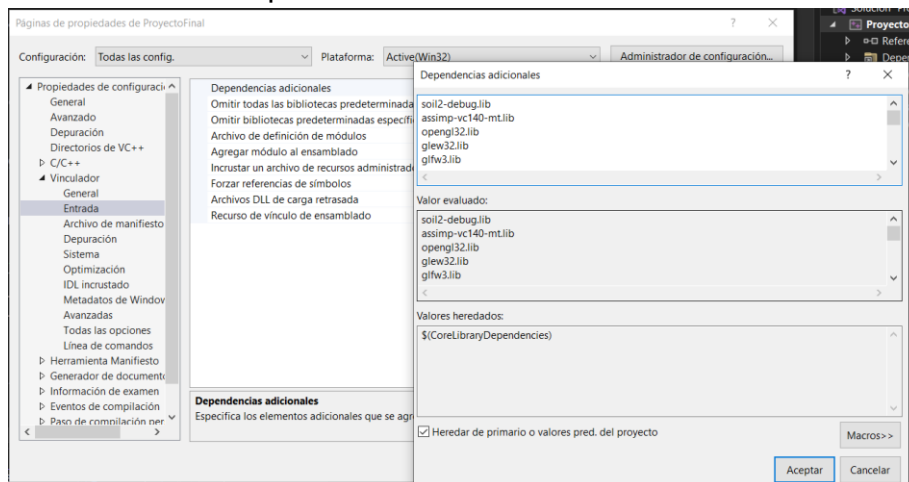 Páginas de propiedades de ProyectoFinal
? ×
Configuración: Todas las config. Plataforma: Active(Win32) Administrador de configuración...
Proyecto
Propiedades de configuraci
General
Avanzado
Depuración
Directorios de VC++
C/C++
Vinculador
General
Entrada
Archivo de manifiesto
Depuración
Sistema
Optimización
IDL incrustado
Metadatos de Window
Avanzadas
Todas las opciones
Línea de comandos
Herramienta Manifiesto
Generador de documento
Información de examen
Eventos de compilación
Paso de compilación per
Dependencias adicionales
Omitir todas las bibliotecas predeterminada
Omitir bibliotecas predeterminadas específi
Archivo de definición de módulos
Agregar módulo al ensamblado
Incrustar un archivo de recursos administrado
Forzar referencias de símbolos
Archivos DLL de carga retrasada
Recurso de vínculo de ensamblado
Dependencias adicionales
Especifica los elementos adicionales que se agr
Dependencias adicionales
? ×
soil2-debug.lib
assimp-vc140-mt.lib
opengl32.lib
glew32.lib
glfw3.lib
Valor evaluado:
soil2-debug.lib
assimp-vc140-mt.lib
opengl32.lib
glew32.lib
glfw3.lib
Valores heredados:
$(CoreLibraryDependencies)
Heredar de primario o valores pred. del proyecto
Macros>>
Aceptar Cancelar
Refere
Depe